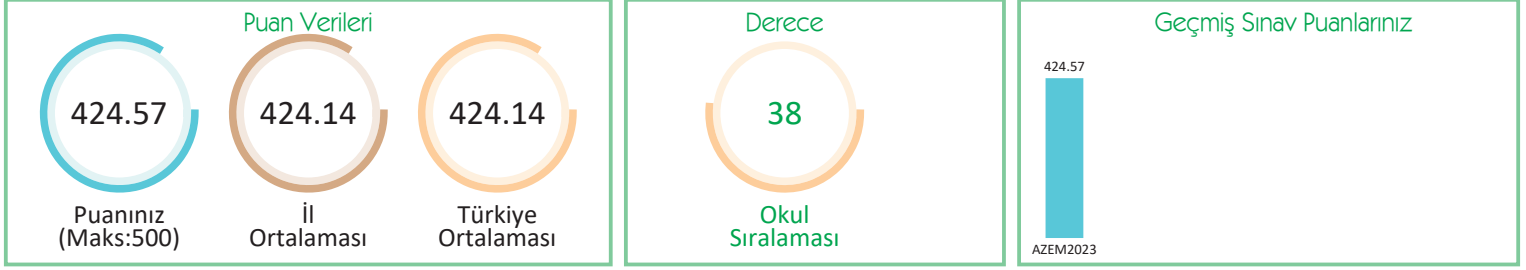 Puan Verileri
424.57
424.14
424.14
Puanınız
(Maks:500)
İl
Ortalaması
Türkiye
Ortalaması
Derece
38
Okul
Sıralaması
Geçmiş Sınav Puanlarınız
424.57
AZEM2023